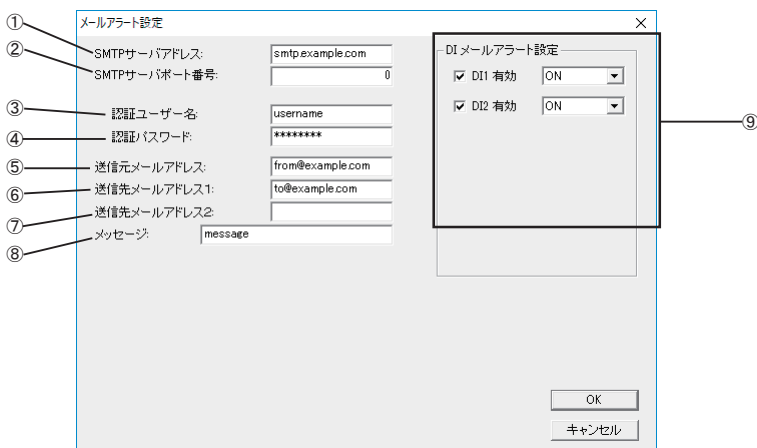 メールアラート設定
①
SMTPサーバアドレス: smtp.example.com
②
SMTPサーバポート番号: 0
③
認証ユーザー名: username
④
認証パスワード: ********
⑤
送信元メールアドレス: from@example.com
⑥
送信先メールアドレス1: to@example.com
⑦
送信先メールアドレス2:
⑧
メッセージ: message
DI メールアラート設定
DI1 有効 ON
DI2 有効 ON
⑨
OK
キャンセル